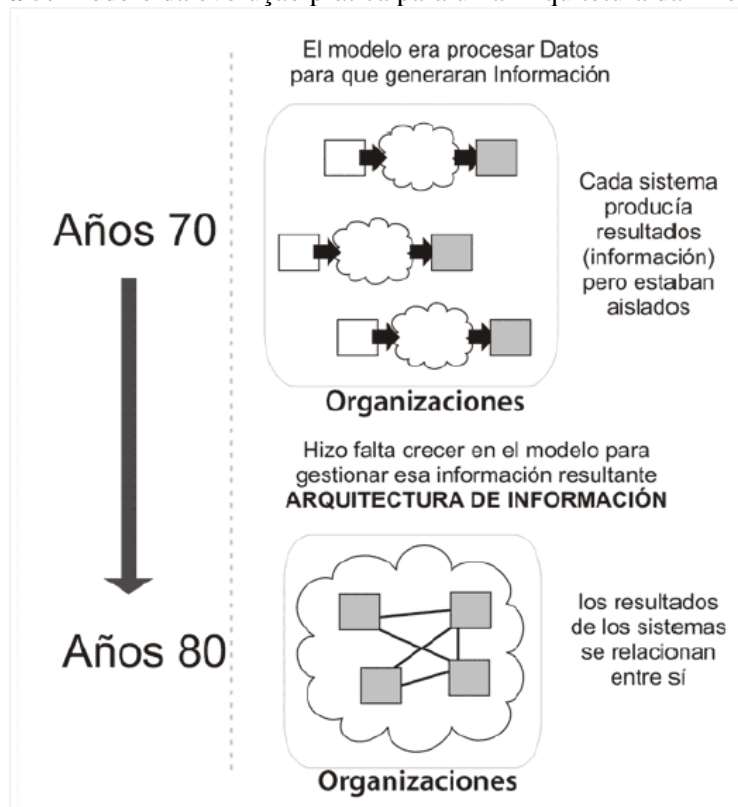 El modelo era procesar Datos
para que generaran Información
Años 70
Cada sistema
producía
resultados
(información)
pero estaban
aislados
Organizaciones
Hizo falta crecer en el modelo para
gestionar esa información resultante
ARQUITECTURA DE INFORMACIÓN
Años 80
los resultados
de los sistemas
se relacionan
entre sí
Organizaciones